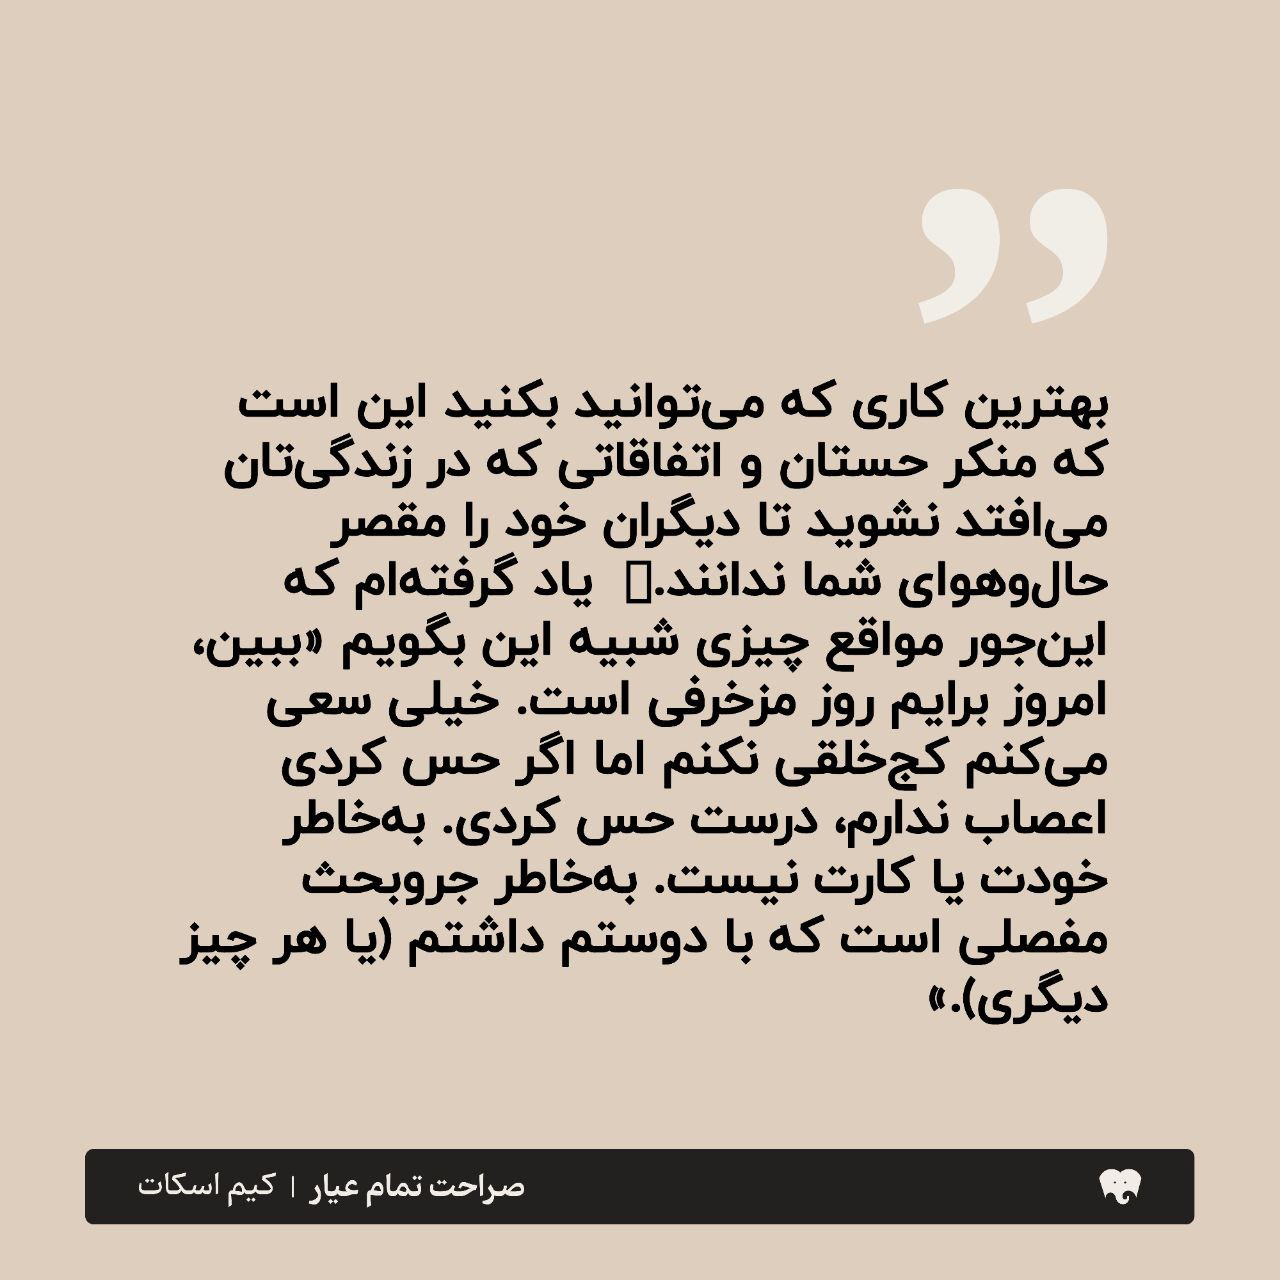 ”
بهترین کاری که می‌توانید بکنید این است
که منکر حستان و اتفاقاتی که در زندگی‌تان
می‌افتد نشوید تا دیگران خود را مقصر
حال‌وهوای شما ندانند. یاد گرفته‌ام که
این‌جور مواقع چیزی شبیه این بگویم «ببین،
امروز برایم روز مزخرفی است. خیلی سعی
می‌کنم کج‌خلقی نکنم اما اگر حس کردی
اعصاب ندارم، درست حس کردی. به‌خاطر
خودت یا کارت نیست. به‌خاطر جروبحث
مفصلی است که با دوستم داشتم (یا هر چیز
دیگری).»
صراحت تمام عیار | کیم اسکات